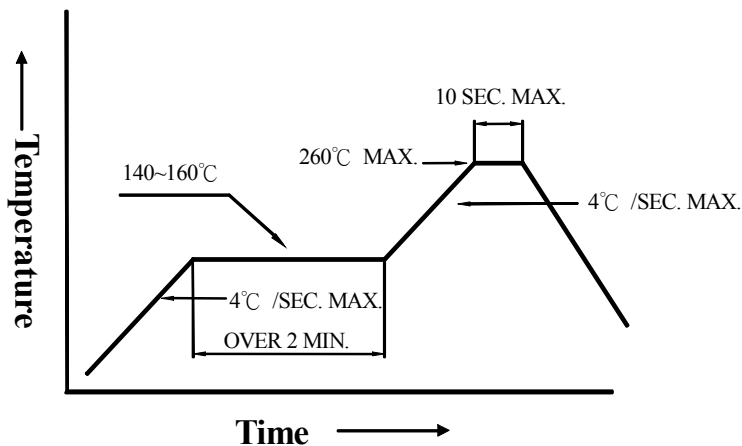 10 SEC. MAX.
260℃ MAX.
140~160℃
4℃ /SEC. MAX.
4℃ /SEC. MAX.
OVER 2 MIN.
Temperature
Time